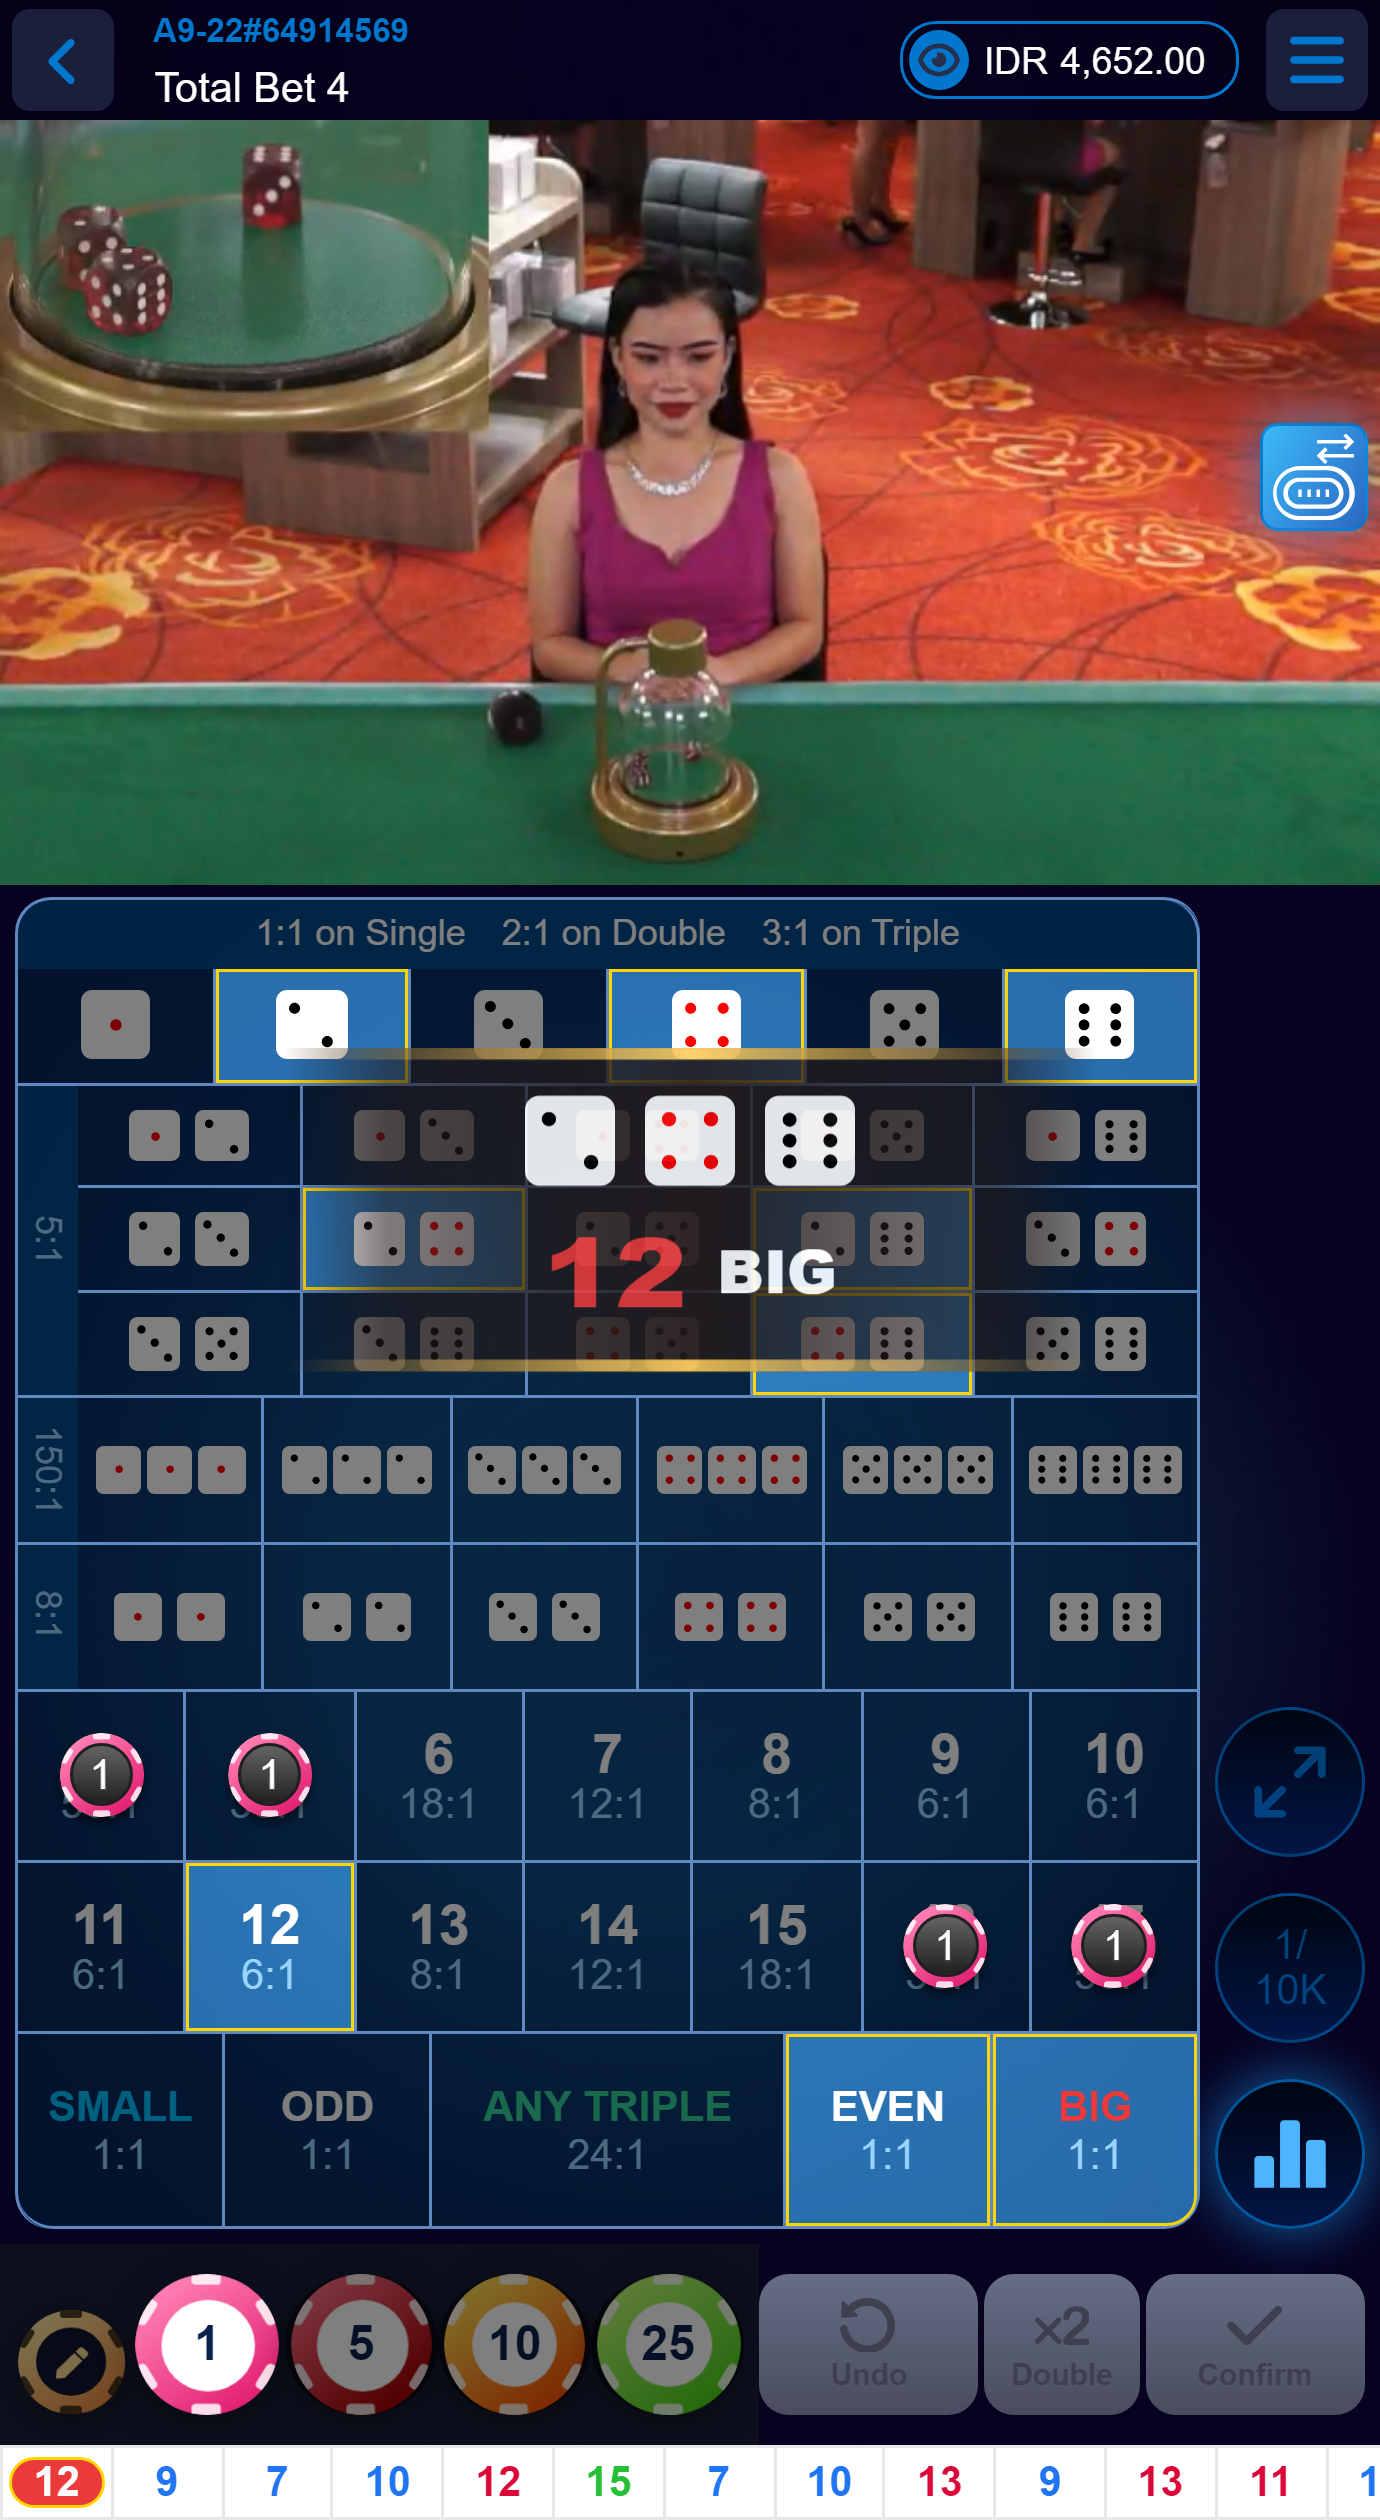 A9-22#64914569
Total Bet 4
IDR 4,652.00
1:1 on Single 2:1 on Double 3:1 on Triple
12 BIG
5:1
150:1
8:1
1 1 6 7 8 9 10
18:1 12:1 8:1 6:1 6:1
11 12 13 14 15 1 1
6:1 6:1 8:1 12:1 18:1
1/
10K
SMALL ODD ANY TRIPLE EVEN BIG
1:1 1:1 24:1 1:1 1:1
1 5 10 25
x2
Undo Double Confirm
12 9 7 10 12 15 7 10 13 9 13 11